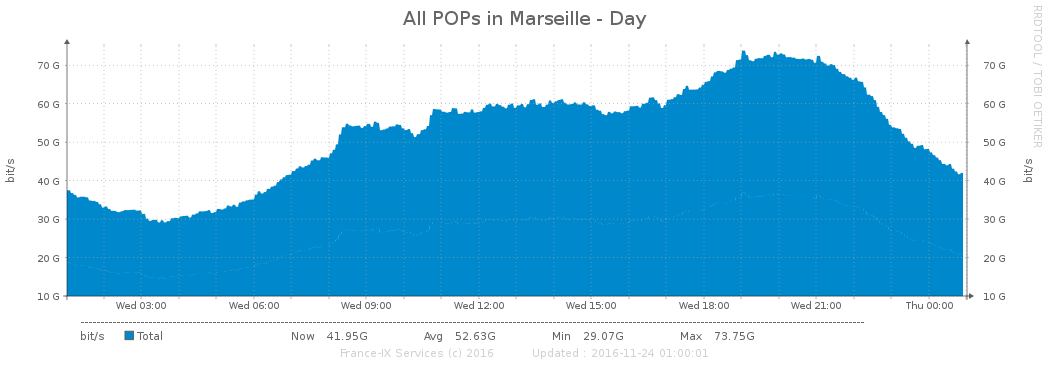 All POPs in Marseille - Day
RRDTOOL / TOBI OETIKER
70 G 70 G
60 G 60 G
50 G 50 G
40 G 40 G
30 G 30 G
20 G 20 G
10 G 10 G
bit/s
bit/s
Wed 03:00 Wed 06:00 Wed 09:00 Wed 12:00 Wed 15:00 Wed 18:00 Wed 21:00 Thu 00:00
bit/s Total Now 41.95G Avg 52.63G Min 29.07G Max 73.75G
France-IX Services (c) 2016 Updated : 2016-11-24 01:00:01